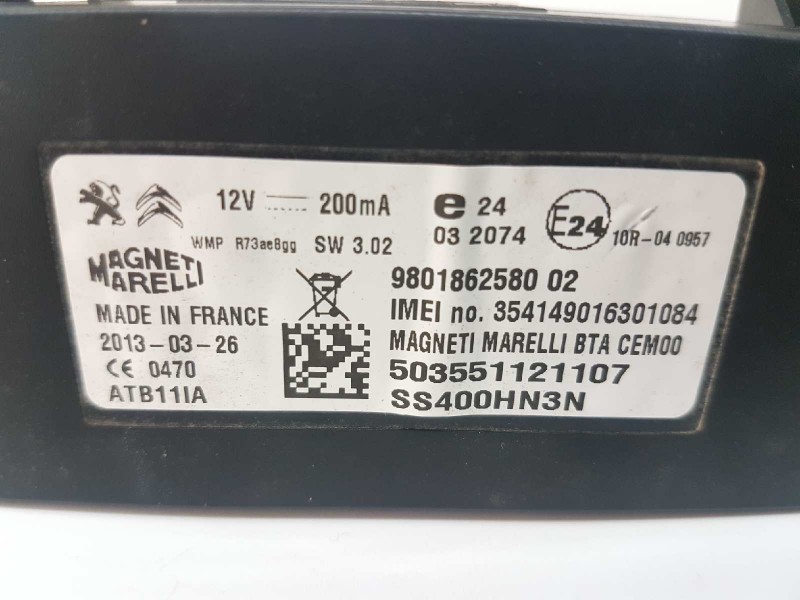 12V 200mA
e 24
03 2074
E24 10R-04 0957
WMP R73ae8gg SW 3.02
MAGNETI
MARELLI
MADE IN FRANCE
2013-03-26
CE 0470
ATB11IA
9801862580 02
IMEI no. 354149016301084
MAGNETI MARELLI BTA CEM00
503551121107
SS400HN3N